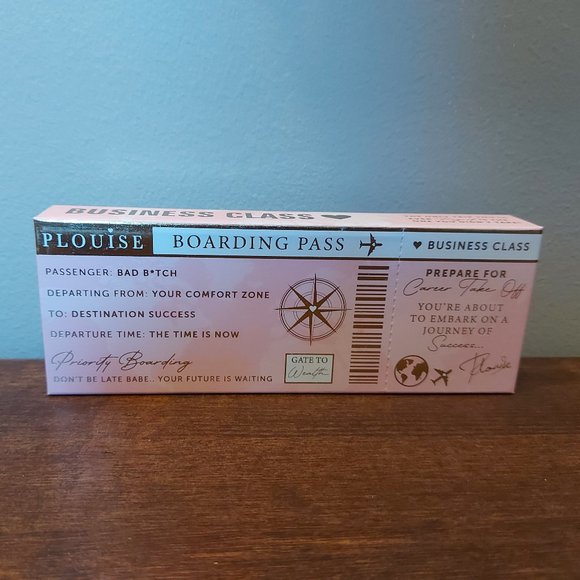 BUSINESS CLASS
PLOUISE
BOARDING PASS
BUSINESS CLASS
PASSENGER: BAD B*TCH
DEPARTING FROM: YOUR COMFORT ZONE
TO: DESTINATION SUCCESS
DEPARTURE TIME: THE TIME IS NOW
Priority Boarding
DON'T BE LATE BABE.. YOUR FUTURE IS WAITING
GATE TO
Wealth
PREPARE FOR
Career Take Off
YOU'RE ABOUT
TO EMBARK ON A
JOURNEY OF
Success...
Plouise